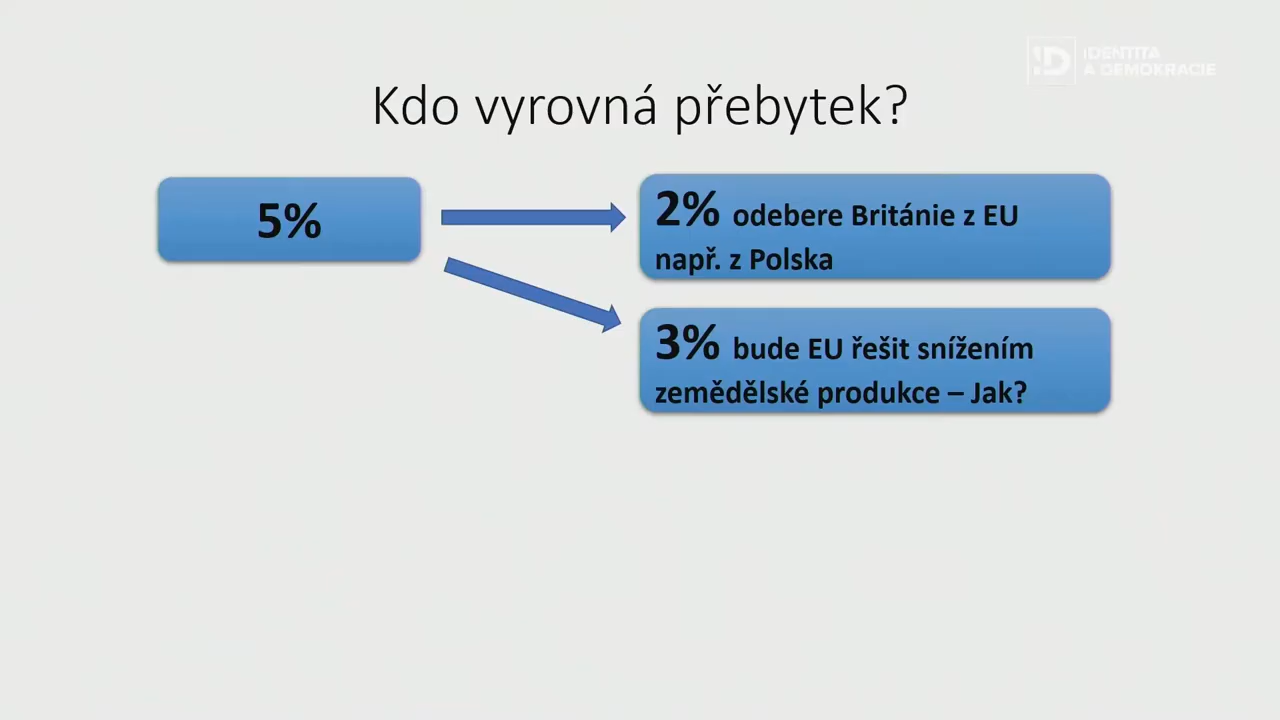 IDENTITA
A DEMOKRACIE
Kdo vyrovná přebytek?
5%
2% odebere Británie z EU
např. z Polska
3% bude EU řešit snížením
zemědělské produkce – Jak?